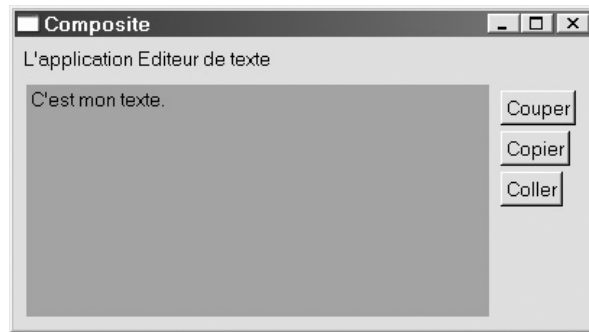 Composite
L'application Editeur de texte
C'est mon texte.
Couper
Copier
Coller